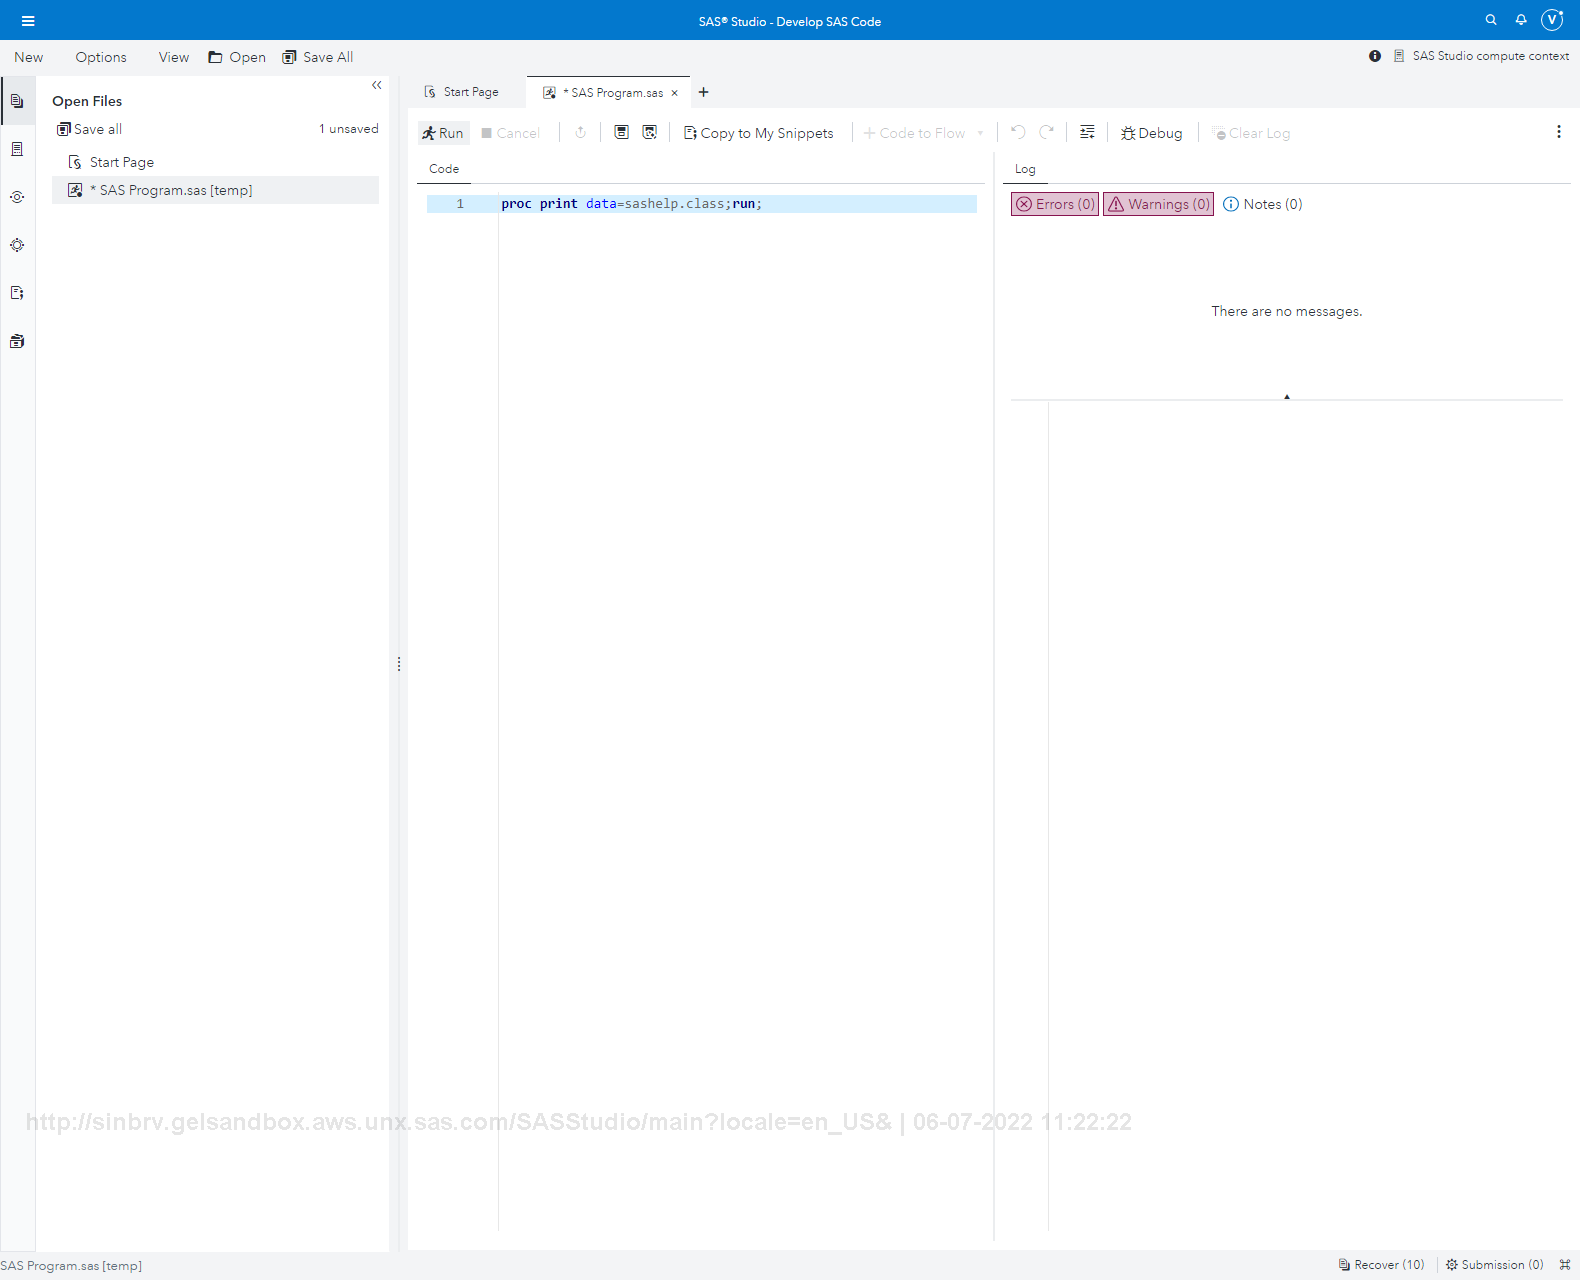 SAS® Studio - Develop SAS Code
V
New Options View Open Save All
SAS Studio compute context
Open Files
Save all 1 unsaved
Start Page
* SAS Program.sas [temp]
Start Page * SAS Program.sas × +
Run Cancel Copy to My Snippets + Code to Flow Debug Clear Log
Code
1 proc print data=sashelp.class;run;
Log
Errors (0) Warnings (0) Notes (0)
There are no messages.
http://sinbrv.gelsandbox.aws.unx.sas.com/SASStudio/main?locale=en_US& | 06-07-2022 11:22:22
SAS Program.sas [temp]
Recover (10) Submission (0)